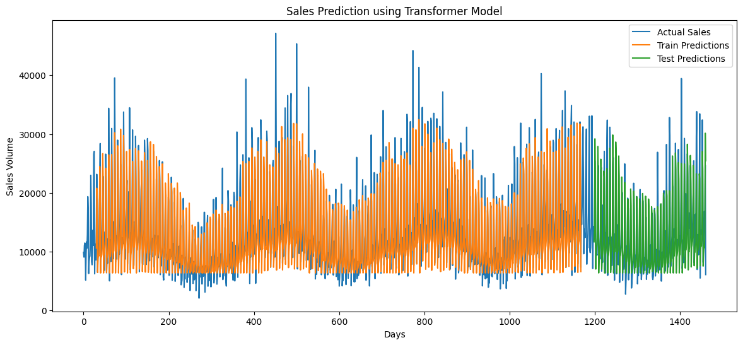 Sales Prediction using Transformer Model
Actual Sales
Train Predictions
Test Predictions
Sales Volume
40000
30000
20000
10000
0
0 200 400 600 800 1000 1200 1400
Days